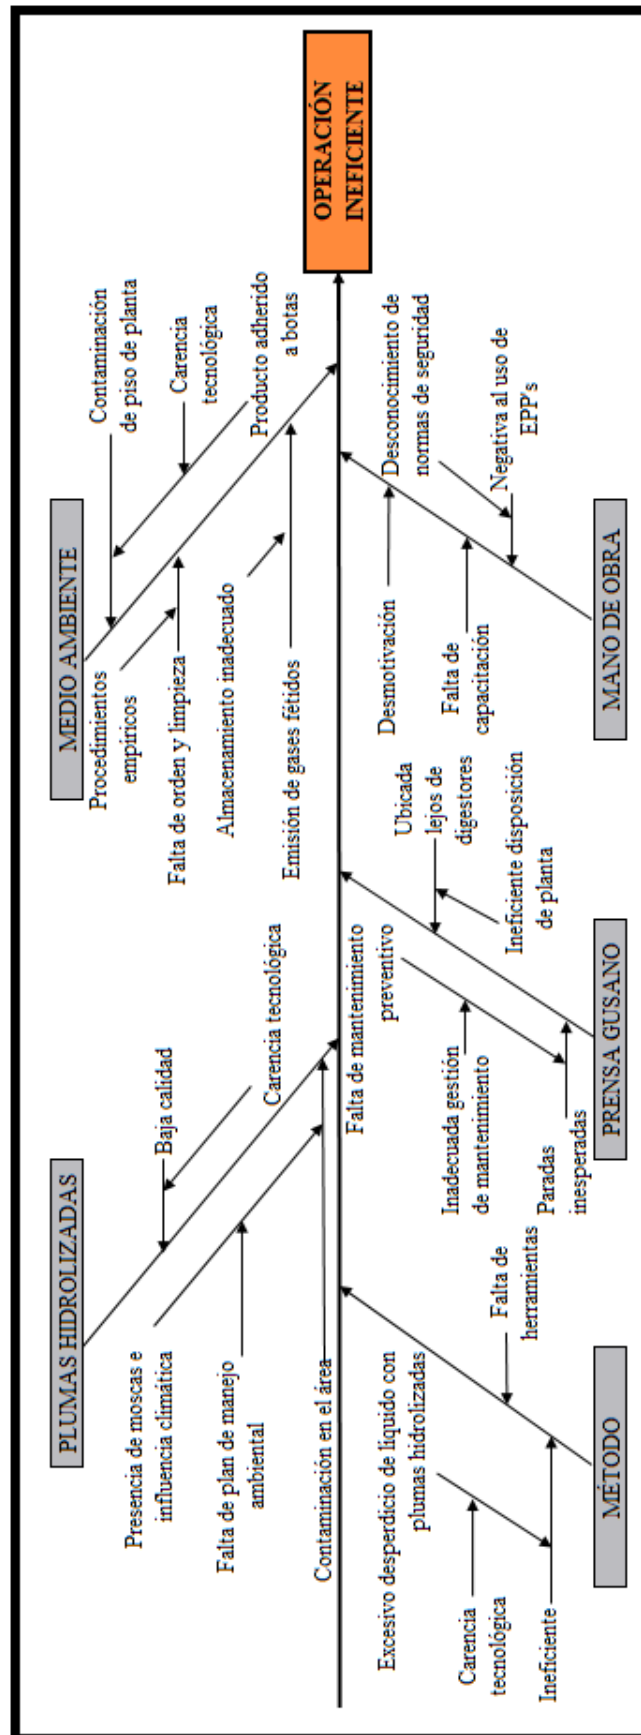 PLUMAS HIDROLIZADAS
Presencia de moscas e
influencia climática
Falta de plan de manejo
ambiental
Contaminación en el área
Baja calidad
Carencia tecnológica
MEDIO AMBIENTE
Procedimientos
empíricos
Falta de orden y limpieza
Almacenamiento inadecuado
Emisión de gases fétidos
Contaminación
de piso de planta
Carencia
tecnológica
Producto adherido
a botas
OPERACIÓN
INEFICIENTE
Excesivo desperdicio de liquido con
plumas hidrolizadas
Carencia
tecnológica
Ineficiente
Falta de
herramientas
MÉTODO
Falta de mantenimiento
preventivo
Inadecuada gestión
de mantenimiento
Paradas
inesperadas
Ubicada
lejos de
digestores
Ineficiente disposición
de planta
PRENSA GUSANO
Desmotivación
Falta de
capacitación
Desconocimiento de
normas de seguridad
Negativa al uso de
EPP's
MANO DE OBRA